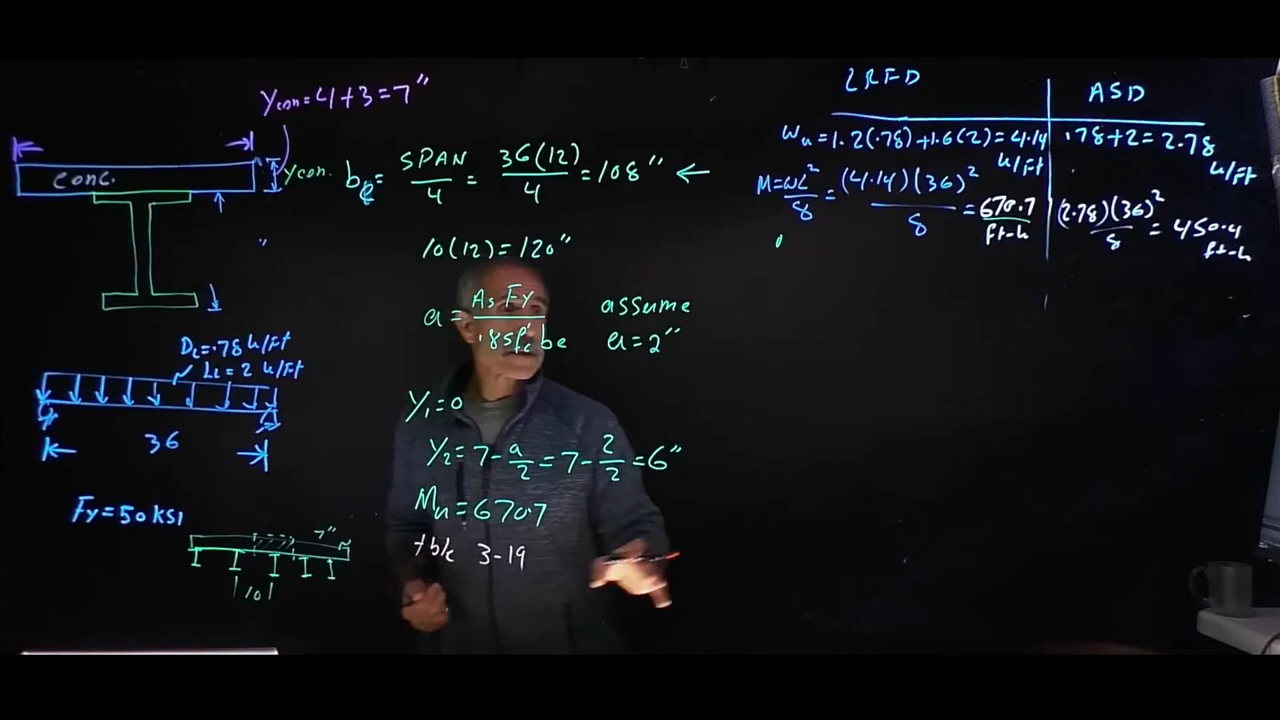 Ycon = 4+3 = 7"
conc.
Ycon.
be = SPAN/4 = 36(12)/4 = 108" ←
10(12) = 120"
a = As Fy / .85f'c be
assume
a = 2"
Y1 = 0
Y2 = 7 - a/2 = 7 - 2/2 = 6"
Mu = 670.7
tble 3-19
DL = .78 k/Ft
LL = 2 k/Ft
36
Fy = 50 KSI
7"
10
LRFD
ASD
Wu = 1.2(.78)+1.6(2) = 4.14 k/Ft
.78+2 = 2.78 k/Ft
M = wL²/8 = (4.14)(36)²/8 = 670.7 ft-k
(2.78)(36)²/8 = 450.4 ft-k